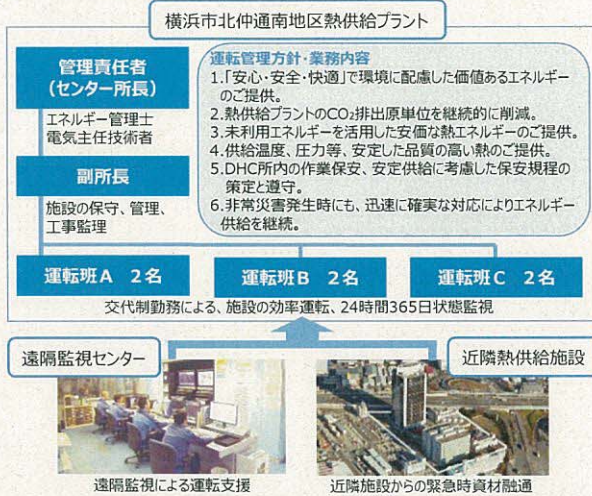 横浜市北仲通南地区熱供給プラント
管理責任者
(センター所長)
エネルギー管理士
電気主任技術者
副所長
施設の保守、管理、
工事監理
運転管理方針・業務内容
1.「安心・安全・快適」で環境に配慮した価値あるエネルギー
のご提供。
2.熱供給プラントのCO₂排出原単位を継続的に削減。
3.未利用エネルギーを活用した安価な熱エネルギーのご提供。
4.供給温度、圧力等、安定した品質の高い熱のご提供。
5.DHC所内の作業保安、安定供給に考慮した保安規程の
策定と遵守。
6.非常災害発生時にも、迅速に確実な対応によりエネルギー
供給を継続。
運転班A 2名
運転班B 2名
運転班C 2名
交代制勤務による、施設の効率運転、24時間365日状態監視
遠隔監視センター
近隣熱供給施設
遠隔監視による運転支援
近隣施設からの緊急時資材融通